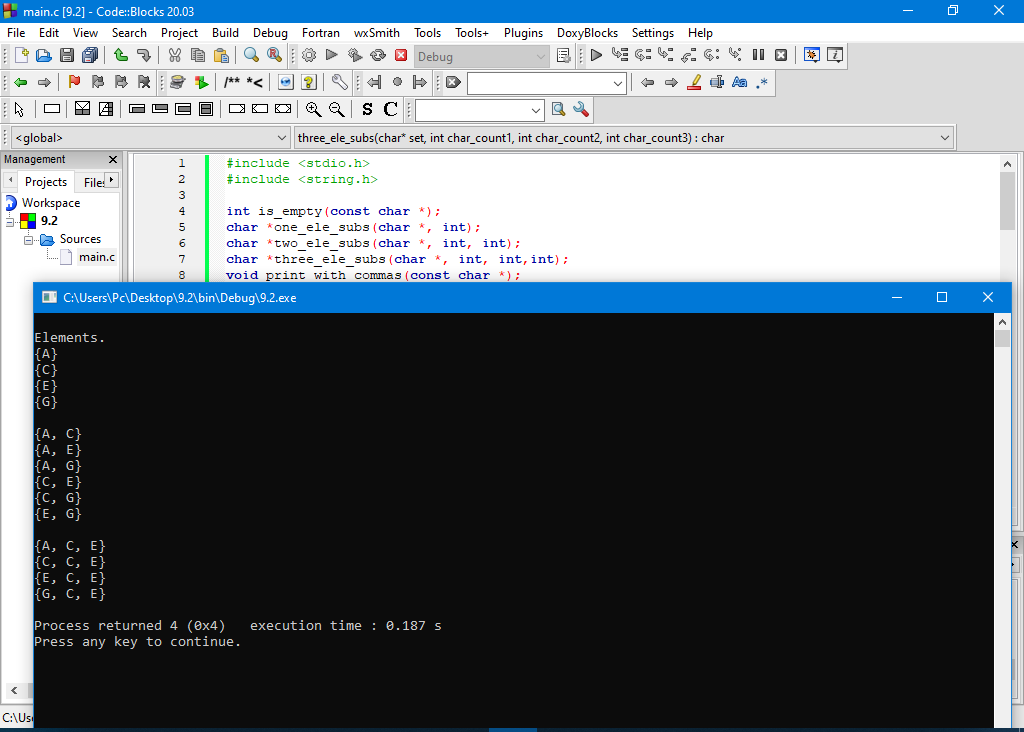 main.c [9.2] - Code::Blocks 20.03
File Edit View Search Project Build Debug Fortran wxSmith Tools Tools+ Plugins DoxyBlocks Settings Help
Debug
/** *<
Aa .*
S C
<global> three_ele_subs(char* set, int char_count1, int char_count2, int char_count3) : char
Management
Projects Files
Workspace
9.2
Sources
main.c
1 #include <stdio.h>
2 #include <string.h>
3
4 int is_empty(const char *);
5 char *one_ele_subs(char *, int);
6 char *two_ele_subs(char *, int, int);
7 char *three_ele_subs(char *, int, int,int);
8 void print_with_commas(const char *);
C:\Users\Pc\Desktop\9.2\bin\Debug\9.2.exe
Elements.
{A}
{C}
{E}
{G}
{A, C}
{A, E}
{A, G}
{C, E}
{C, G}
{E, G}
{A, C, E}
{C, C, E}
{E, C, E}
{G, C, E}
Process returned 4 (0x4)   execution time : 0.187 s
Press any key to continue.
C:\Us